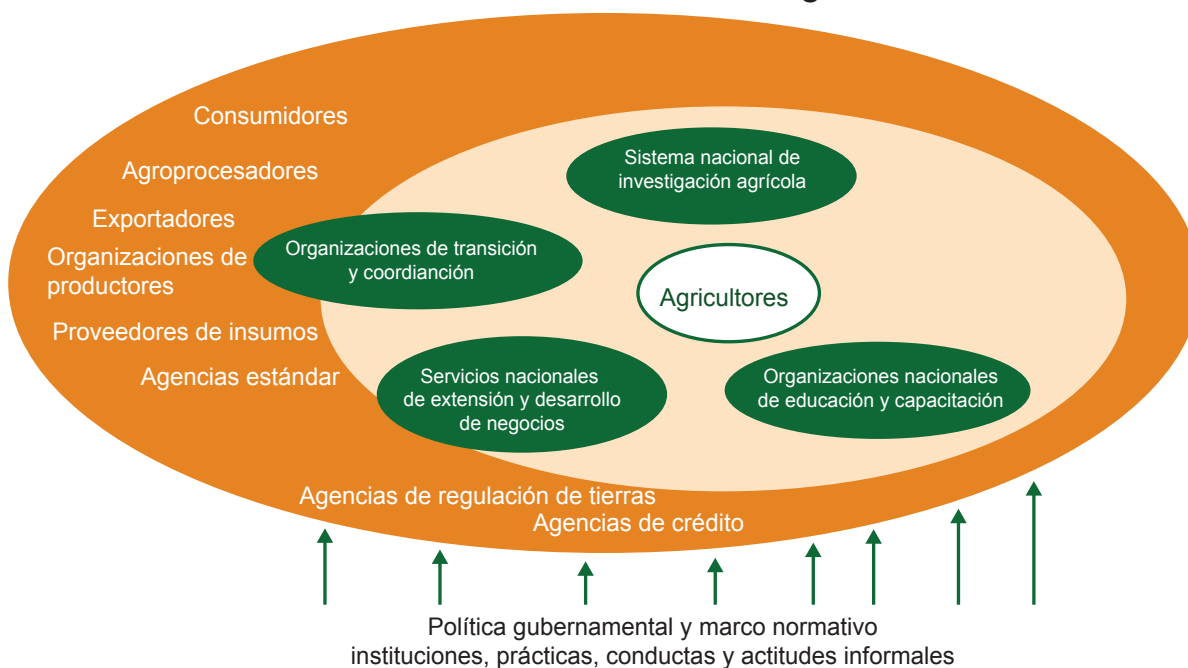 Consumidores
Agroprocesadores
Exportadores
Organizaciones de
productores
Proveedores de insumos
Agencias estándar
Agencias de regulación de tierras
Agencias de crédito
Sistema nacional de
investigación agrícola
Organizaciones de transición
y coordianción
Agricultores
Servicios nacionales
de extensión y desarrollo
de negocios
Organizaciones nacionales
de educación y capacitación
Política gubernamental y marco normativo
instituciones, prácticas, conductas y actitudes informales